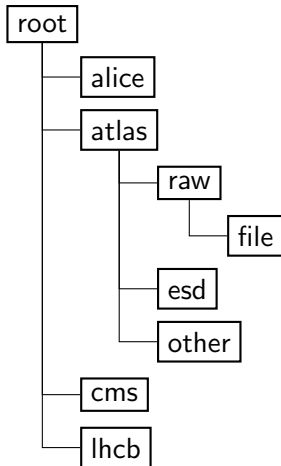 root
alice
atlas
raw
file
esd
other
cms
lhcb